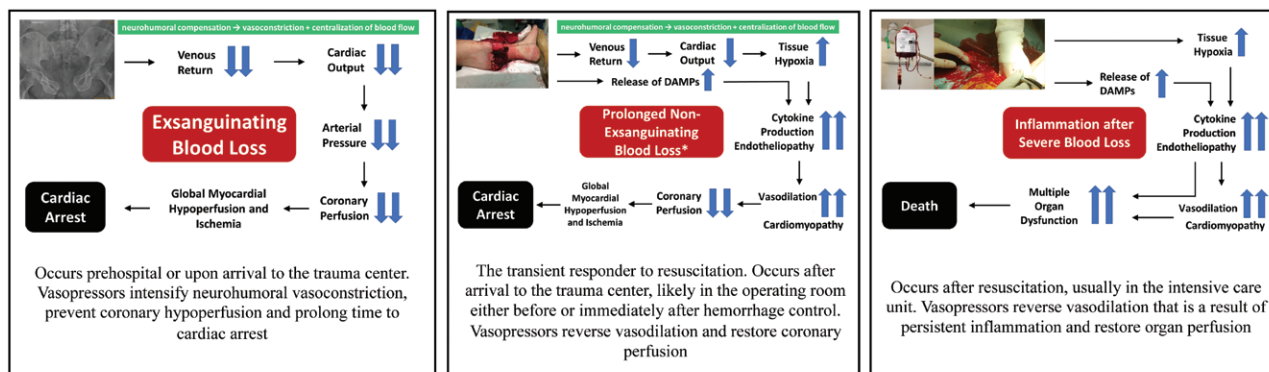 neurohumoral compensation → vasoconstriction + centralization of blood flow
Venous
Return
Cardiac
Output
Exsanguinating
Blood Loss
Arterial
Pressure
Cardiac
Arrest
Global Myocardial
Hypoperfusion and
Ischemia
Coronary
Perfusion
Occurs prehospital or upon arrival to the trauma center.
Vasopressors intensify neurohumoral vasoconstriction,
prevent coronary hypoperfusion and prolong time to
cardiac arrest
neurohumoral compensation → vasoconstriction + centralization of blood flow
Venous
Return
Cardiac
Output
Tissue
Hypoxia
Release of DAMPs
Prolonged Non-
Exsanguinating
Blood Loss*
Cytokine
Production
Endotheliopathy
Cardiac
Arrest
Global
Myocardial
Hypoperfusion
and Ischemia
Coronary
Perfusion
Vasodilation
Cardiomyopathy
The transient responder to resuscitation. Occurs after
arrival to the trauma center, likely in the operating room
either before or immediately after hemorrhage control.
Vasopressors reverse vasodilation and restore coronary
perfusion
Tissue
Hypoxia
Release of
DAMPs
Inflammation after
Severe Blood Loss
Cytokine
Production
Endotheliopathy
Death
Multiple
Organ
Dysfunction
Vasodilation
Cardiomyopathy
Occurs after resuscitation, usually in the intensive care
unit. Vasopressors reverse vasodilation that is a result of
persistent inflammation and restore organ perfusion